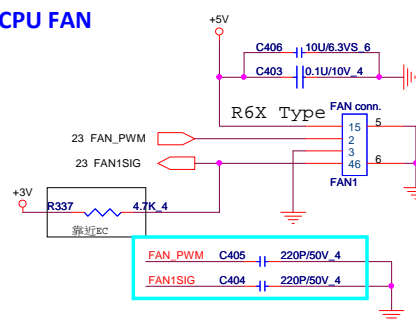 CPU FAN
+5V
C406 10U/6.3VS_6
C403 0.1U/10V_4
R6X Type
FAN conn.
23 FAN_PWM
23 FAN1SIG
15
2
3
46
5
6
FAN1
+3V
R337 4.7K_4
靠近EC
FAN_PWM C405 220P/50V_4
FAN1SIG C404 220P/50V_4